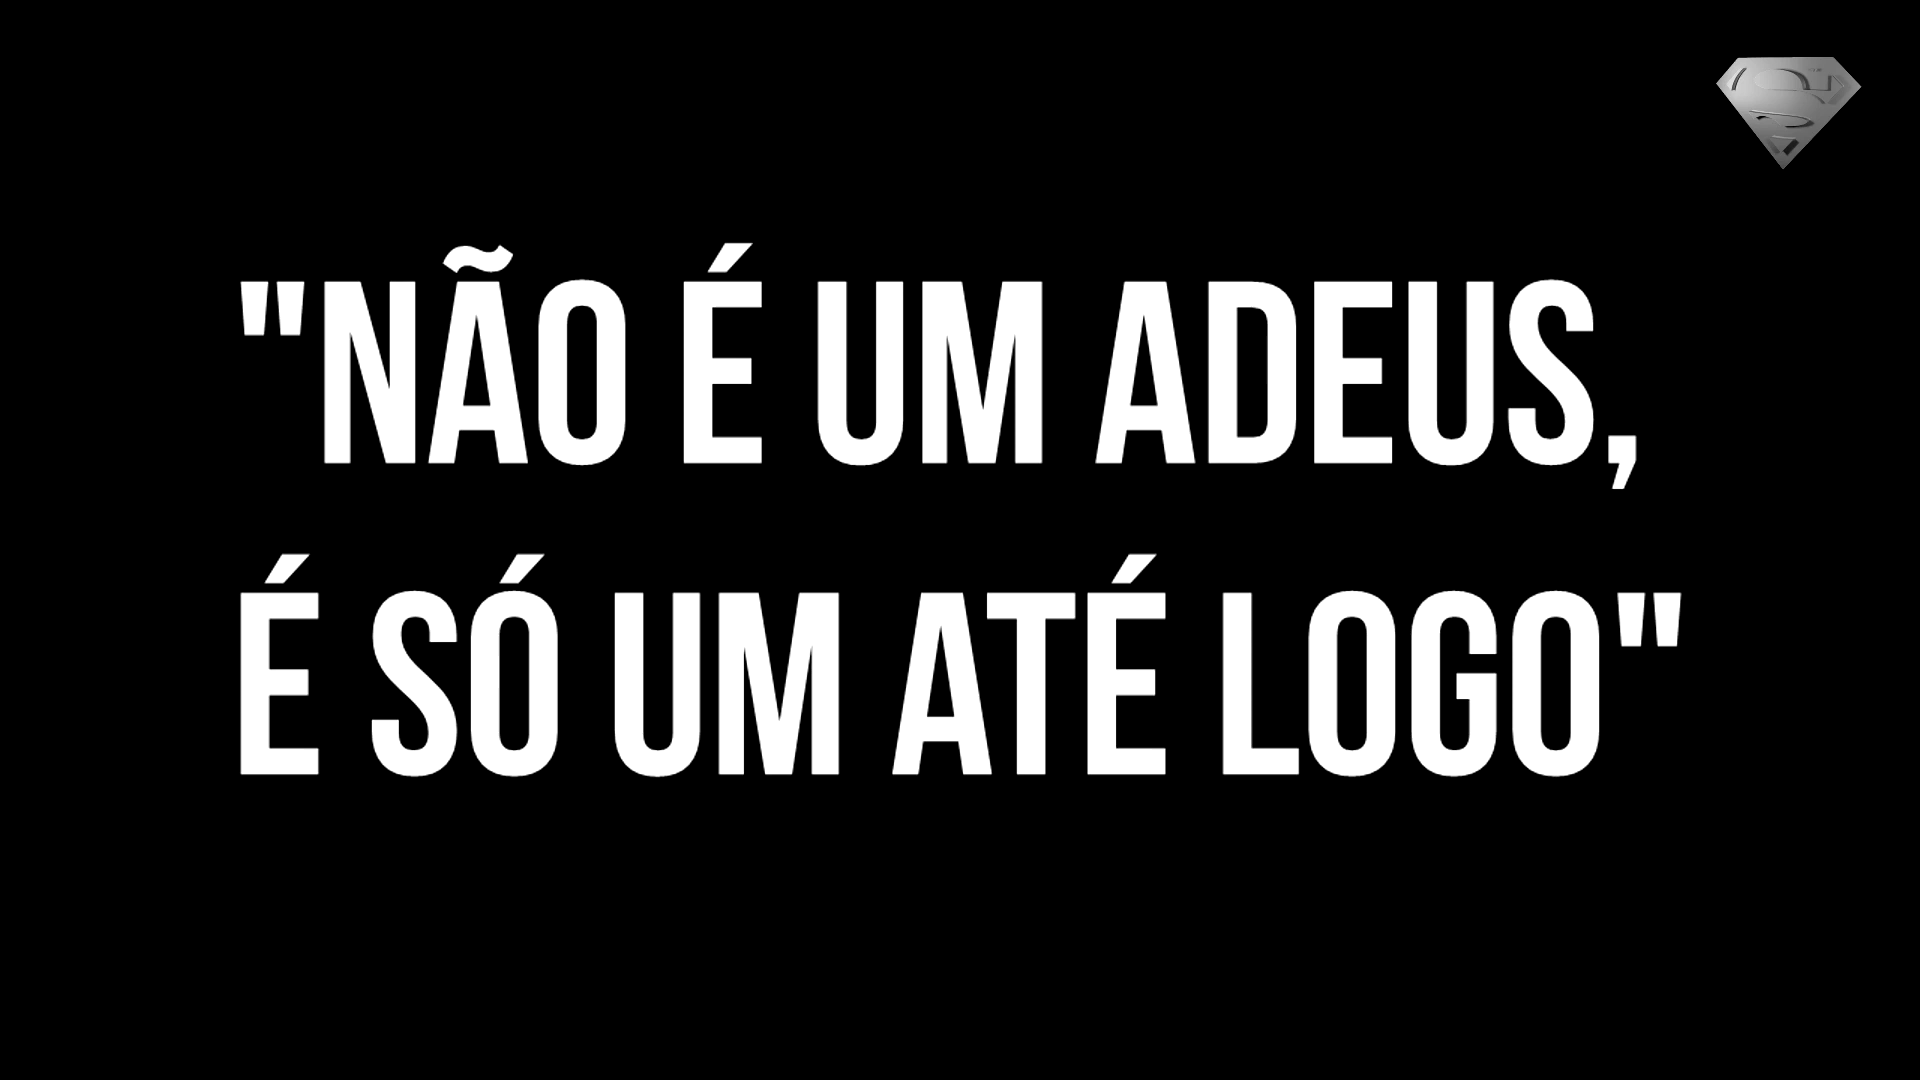 "NÃO É UM ADEUS,
É SÓ UM ATÉ LOGO"